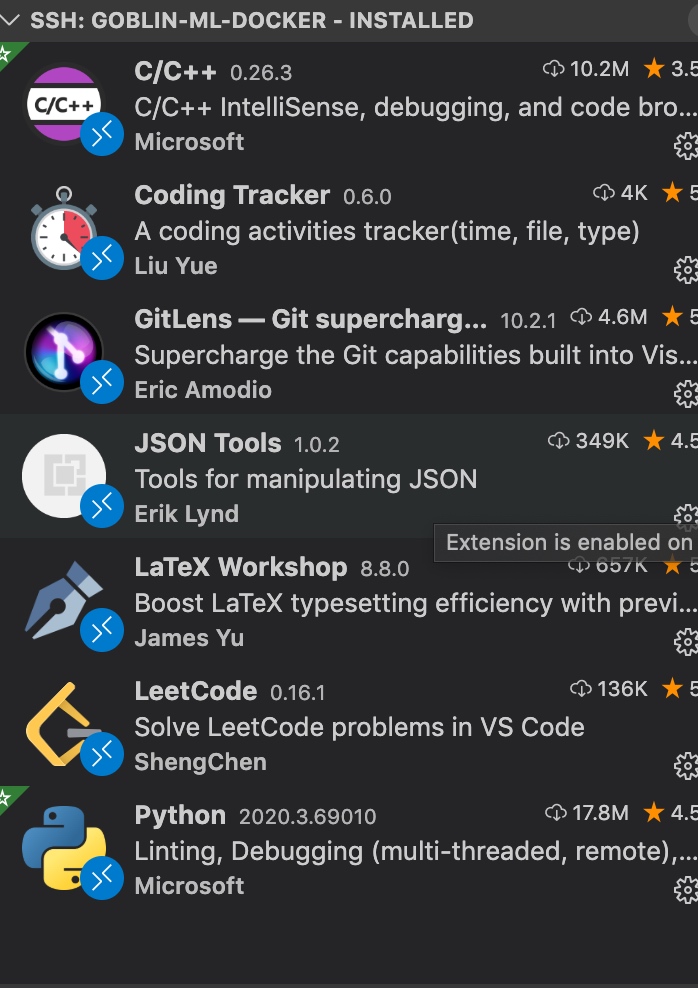 SSH: GOBLIN-ML-DOCKER - INSTALLED
C/C++ 0.26.3 10.2M 3.5
C/C++
C/C++ IntelliSense, debugging, and code bro...
Microsoft
Coding Tracker 0.6.0 4K 5
A coding activities tracker(time, file, type)
Liu Yue
GitLens — Git supercharg... 10.2.1 4.6M 5
Supercharge the Git capabilities built into Vis...
Eric Amodio
JSON Tools 1.0.2 349K 4.5
Tools for manipulating JSON
Erik Lynd
Extension is enabled on
LaTeX Workshop 8.8.0 657K 5
Boost LaTeX typesetting efficiency with previ...
James Yu
LeetCode 0.16.1 136K 5
Solve LeetCode problems in VS Code
ShengChen
Python 2020.3.69010 17.8M 4.5
Linting, Debugging (multi-threaded, remote),...
Microsoft